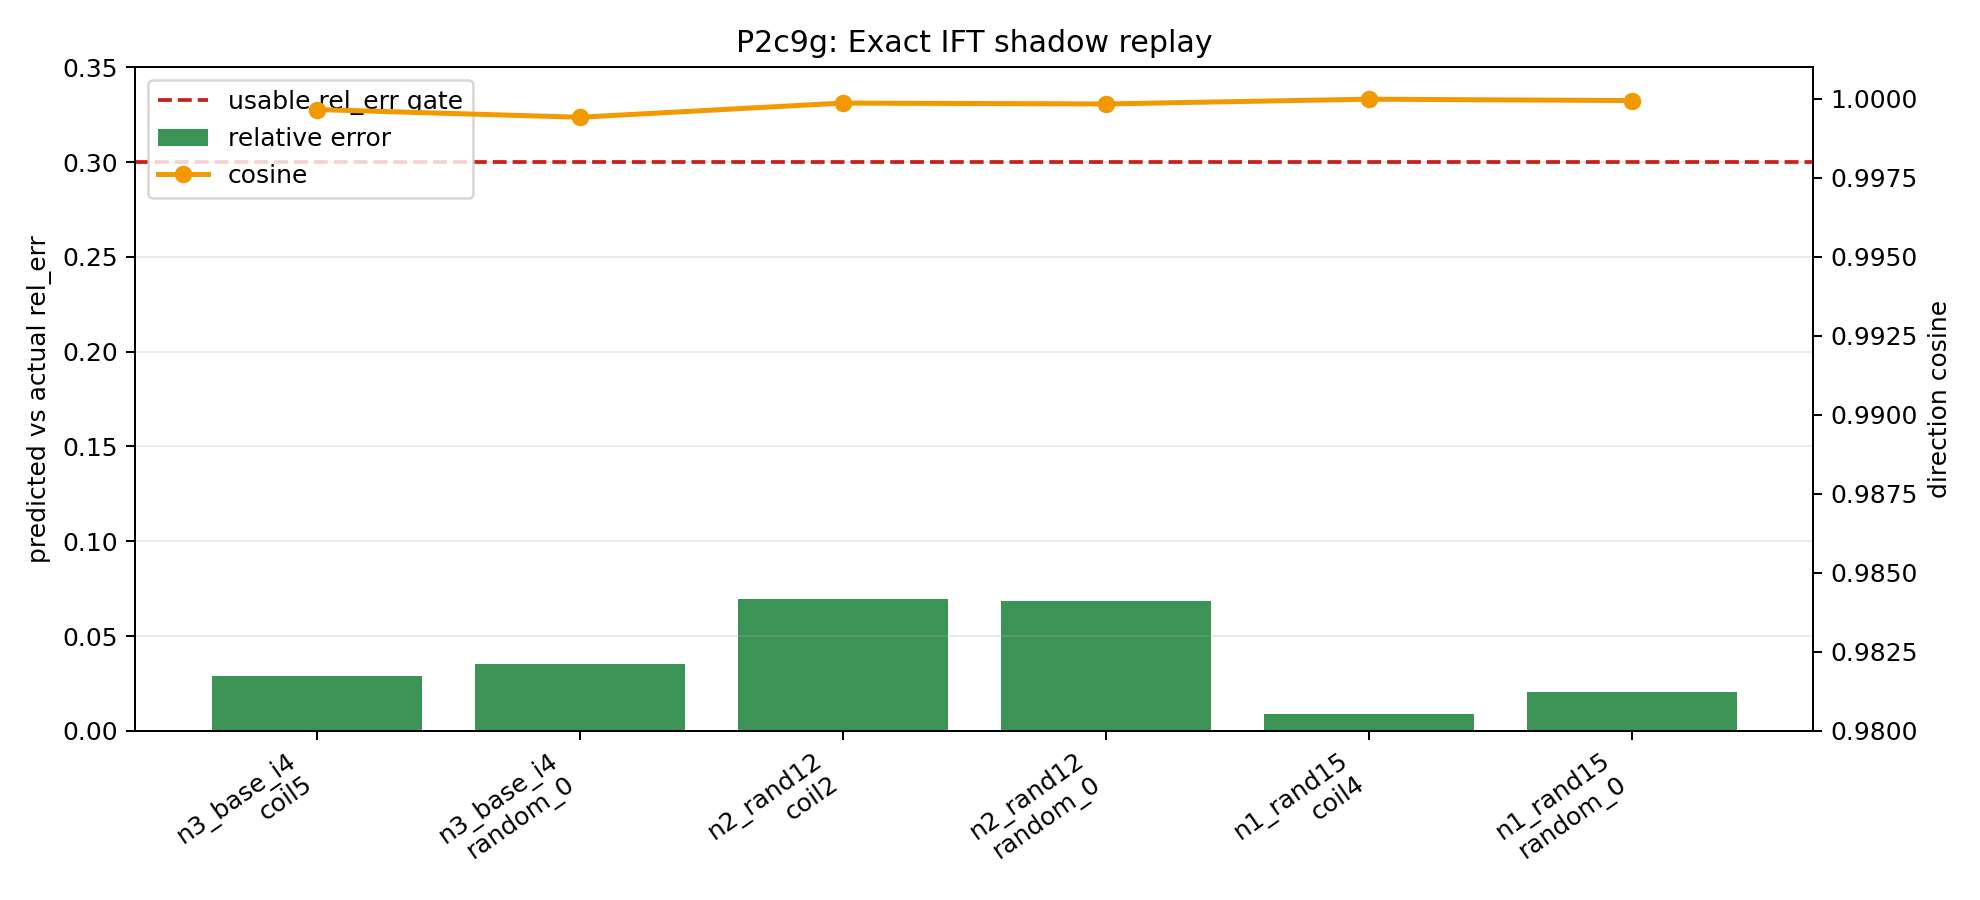 P2c9g: Exact IFT shadow replay
usable rel_err gate
relative error
cosine
predicted vs actual rel_err
0.35
0.30
0.25
0.20
0.15
0.10
0.05
0.00
direction cosine
1.0000
0.9975
0.9950
0.9925
0.9900
0.9875
0.9850
0.9825
0.9800
n3_base_i4
coil5
n3_base_i4
random_0
n2_rand12
coil2
n2_rand12
random_0
n1_rand15
coil4
n1_rand15
random_0